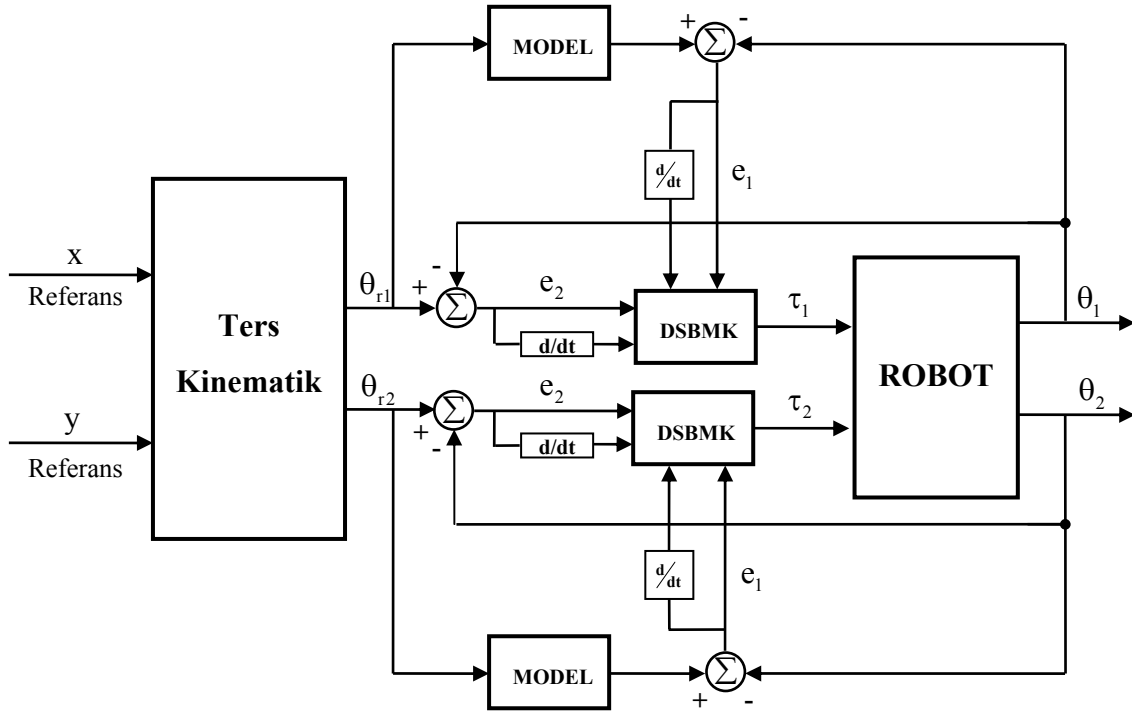 MODEL
+
-
Σ
d/dt
e1
x
Referans
Ters
Kinematik
y
Referans
θr1
+
-
Σ
e2
d/dt
DSBMK
τ1
ROBOT
θ1
θr2
+
-
Σ
e2
d/dt
DSBMK
τ2
θ2
d/dt
e1
MODEL
+
-
Σ